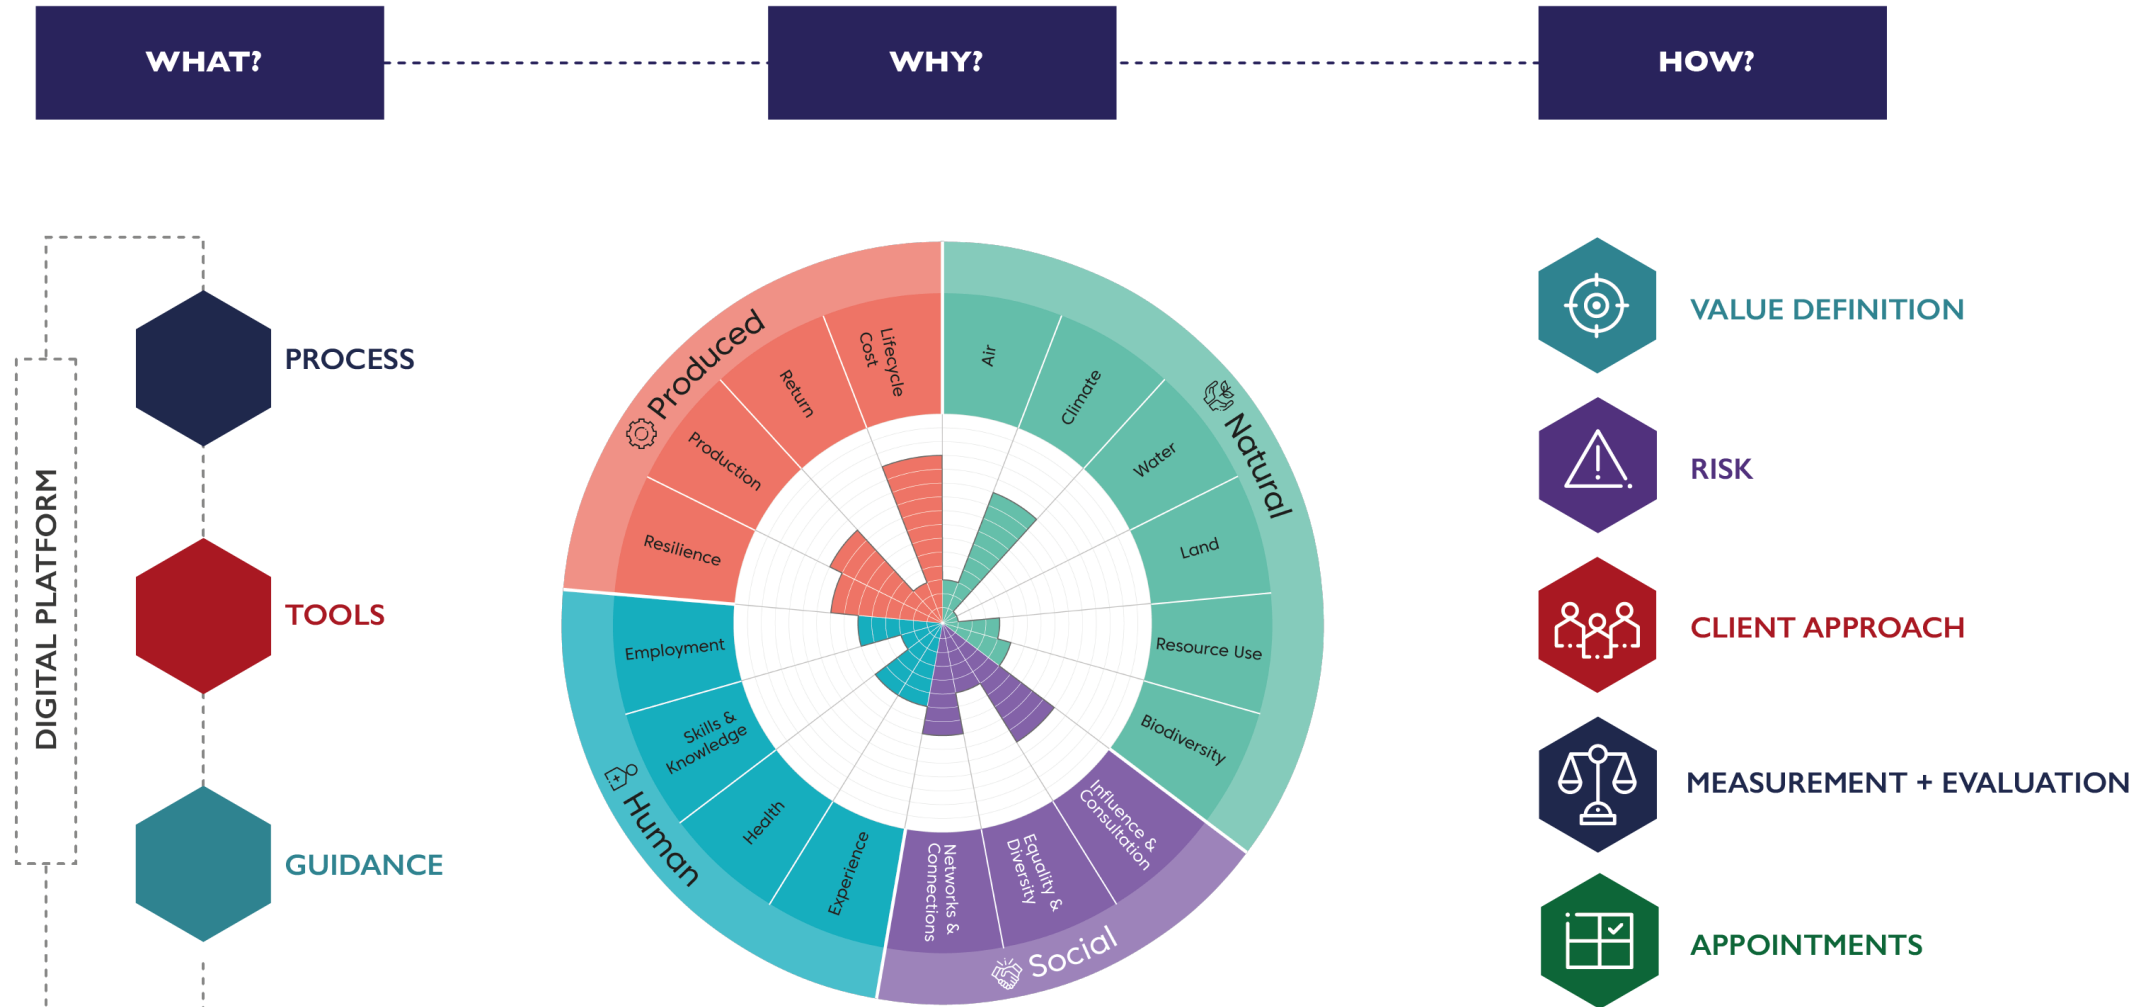 WHAT?
WHY?
HOW?
DIGITAL PLATFORM
PROCESS
TOOLS
GUIDANCE
Natural
Air
Climate
Water
Land
Resource Use
Biodiversity
Social
Influence &
Consultation
Equality &
Diversity
Networks &
Connections
Human
Experience
Health
Skills &
Knowledge
Employment
Produced
Resilience
Production
Return
Lifecycle
Cost
VALUE DEFINITION
RISK
CLIENT APPROACH
MEASUREMENT + EVALUATION
APPOINTMENTS